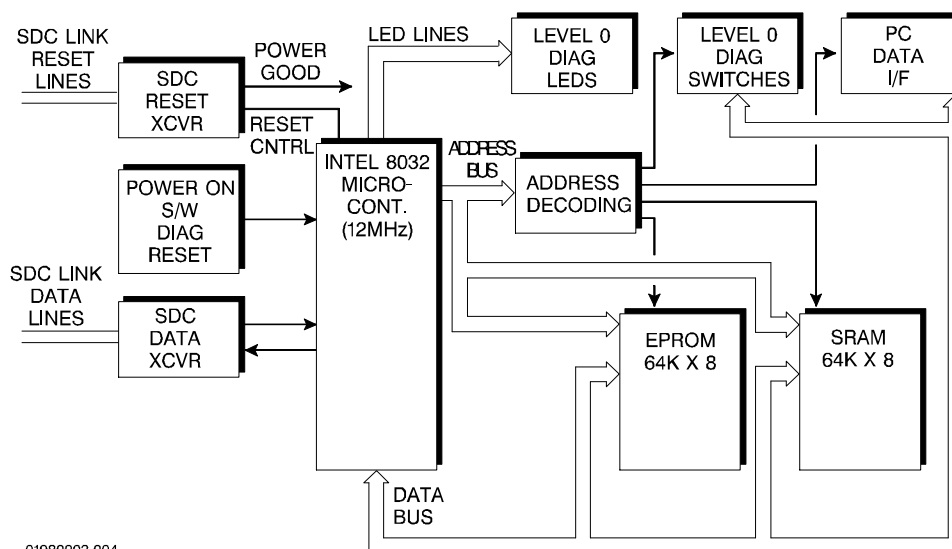 SDC LINK
RESET
LINES
SDC
RESET
XCVR
POWER
GOOD
RESET
CNTRL
LED LINES
LEVEL 0
DIAG
LEDS
LEVEL 0
DIAG
SWITCHES
PC
DATA
I/F
POWER ON
S/W
DIAG
RESET
INTEL 8032
MICRO-
CONT.
(12MHz)
ADDRESS
BUS
ADDRESS
DECODING
SDC LINK
DATA
LINES
SDC
DATA
XCVR
EPROM
64K X 8
SRAM
64K X 8
DATA
BUS